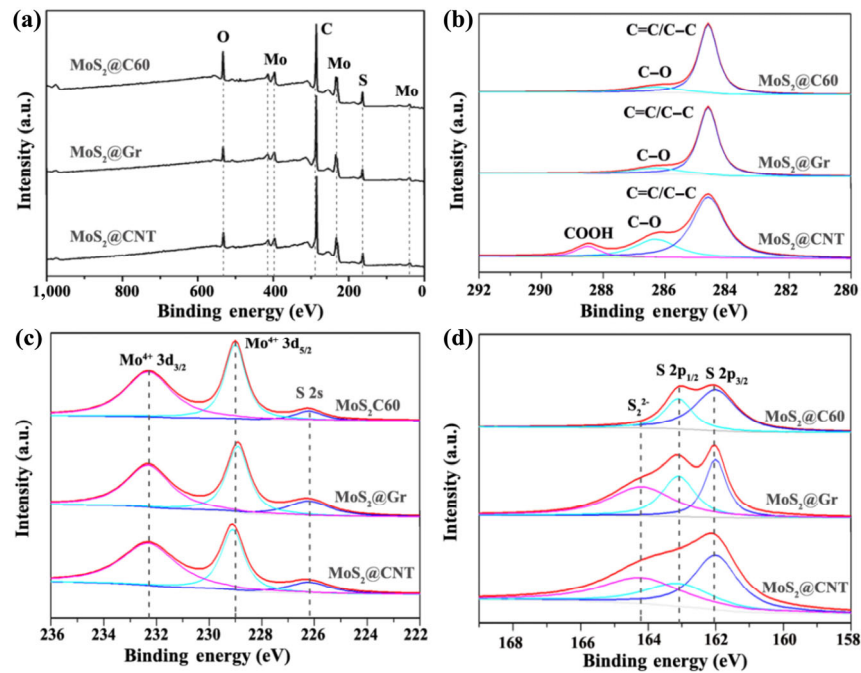 (a)
O
C
Mo
Mo
S
Mo
MoS₂@C60
MoS₂@Gr
MoS₂@CNT
Intensity (a.u.)
1,000 800 600 400 200 0
Binding energy (eV)
(b)
C=C/C–C
C–O
MoS₂@C60
C=C/C–C
C–O
MoS₂@Gr
C=C/C–C
COOH
C–O
MoS₂@CNT
Intensity (a.u.)
292 290 288 286 284 282 280
Binding energy (eV)
(c)
Mo⁴⁺ 3d₃/₂
Mo⁴⁺ 3d₅/₂
S 2s
MoS₂C60
MoS₂@Gr
MoS₂@CNT
Intensity (a.u.)
236 234 232 230 228 226 224 222
Binding energy (eV)
(d)
S₂²⁻
S 2p₁/₂
S 2p₃/₂
MoS₂@C60
MoS₂@Gr
MoS₂@CNT
Intensity (a.u.)
168 166 164 162 160 158
Binding energy (eV)